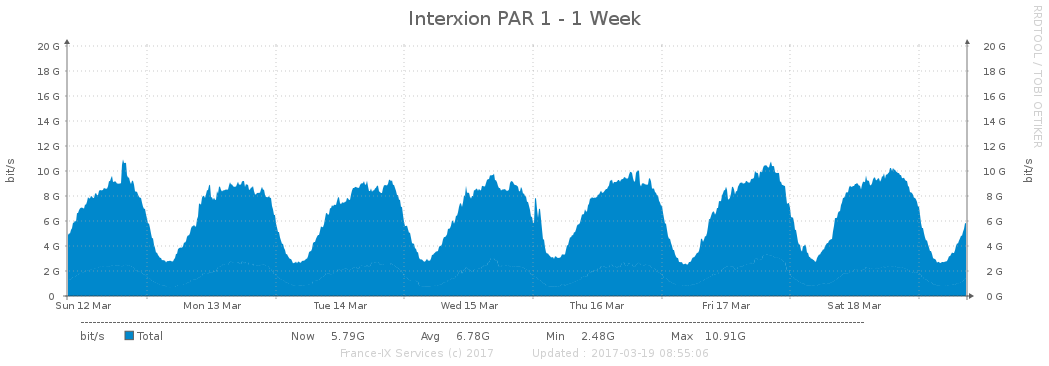 Interxion PAR 1 - 1 Week
RRDTOOL / TOBI OETIKER
bit/s
20 G 20 G
18 G 18 G
16 G 16 G
14 G 14 G
12 G 12 G
10 G 10 G
8 G 8 G
6 G 6 G
4 G 4 G
2 G 2 G
0 0 G
bit/s
Sun 12 Mar Mon 13 Mar Tue 14 Mar Wed 15 Mar Thu 16 Mar Fri 17 Mar Sat 18 Mar
bit/s Total Now 5.79G Avg 6.78G Min 2.48G Max 10.91G
France-IX Services (c) 2017 Updated : 2017-03-19 08:55:06